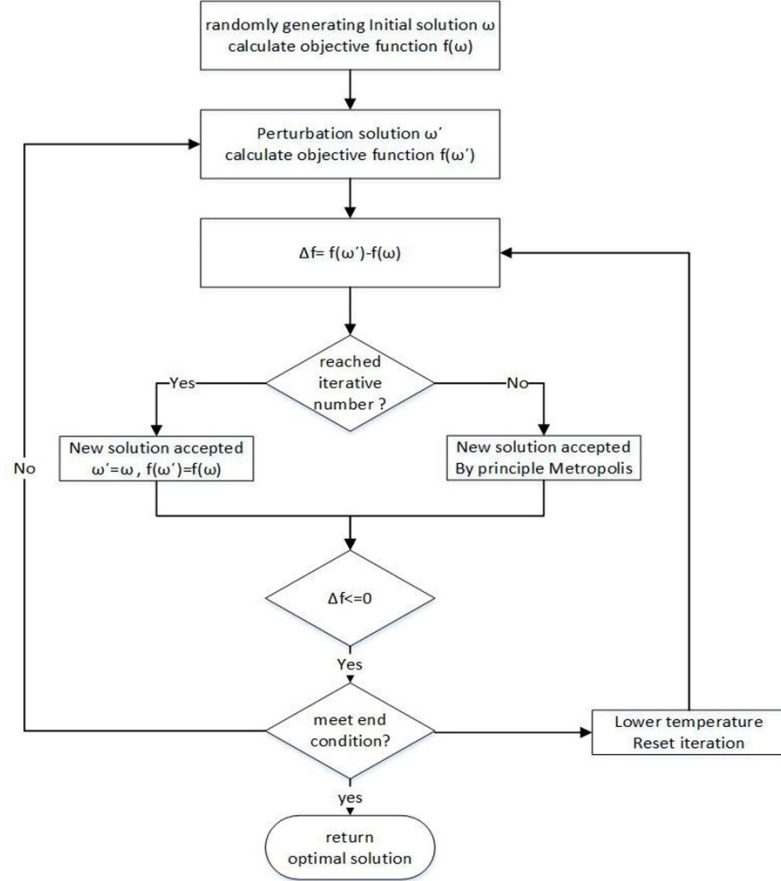 randomly generating Initial solution ω
calculate objective function f(ω)
Perturbation solution ω′
calculate objective function f(ω′)
Δf= f(ω′)-f(ω)
reached
iterative
number ?
Yes
No
New solution accepted
ω′=ω , f(ω′)=f(ω)
New solution accepted
By principle Metropolis
No
Δf<=0
Yes
meet end
condition?
Lower temperature
Reset iteration
yes
return
optimal solution